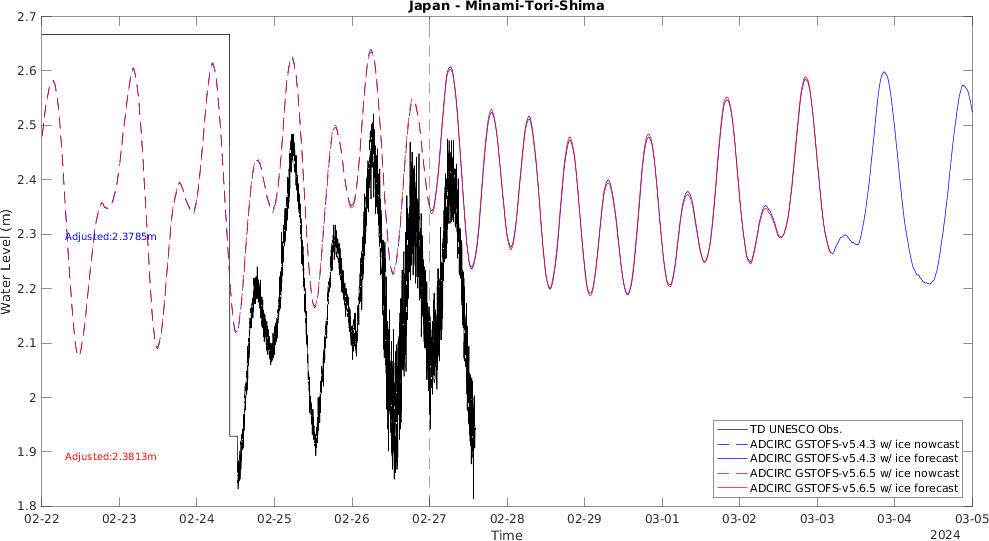 Japan - Minami-Tori-Shima
Water Level (m)
2.7
2.6
2.5
2.4
2.3
2.2
2.1
2
1.9
1.8
Adjusted:2.3785m
Adjusted:2.3813m
TD UNESCO Obs.
ADCIRC GSTOFS-v5.4.3 w/ ice nowcast
ADCIRC GSTOFS-v5.4.3 w/ ice forecast
ADCIRC GSTOFS-v5.6.5 w/ ice nowcast
ADCIRC GSTOFS-v5.6.5 w/ ice forecast
02-22 02-23 02-24 02-25 02-26 02-27 02-28 02-29 03-01 03-02 03-03 03-04 03-05
Time
2024